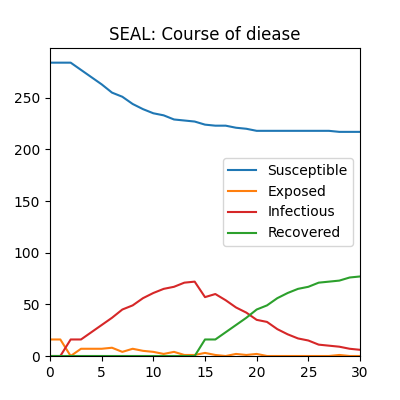 SEAL: Course of diease
250
200
150
100
50
0
Susceptible
Exposed
Infectious
Recovered
0 5 10 15 20 25 30